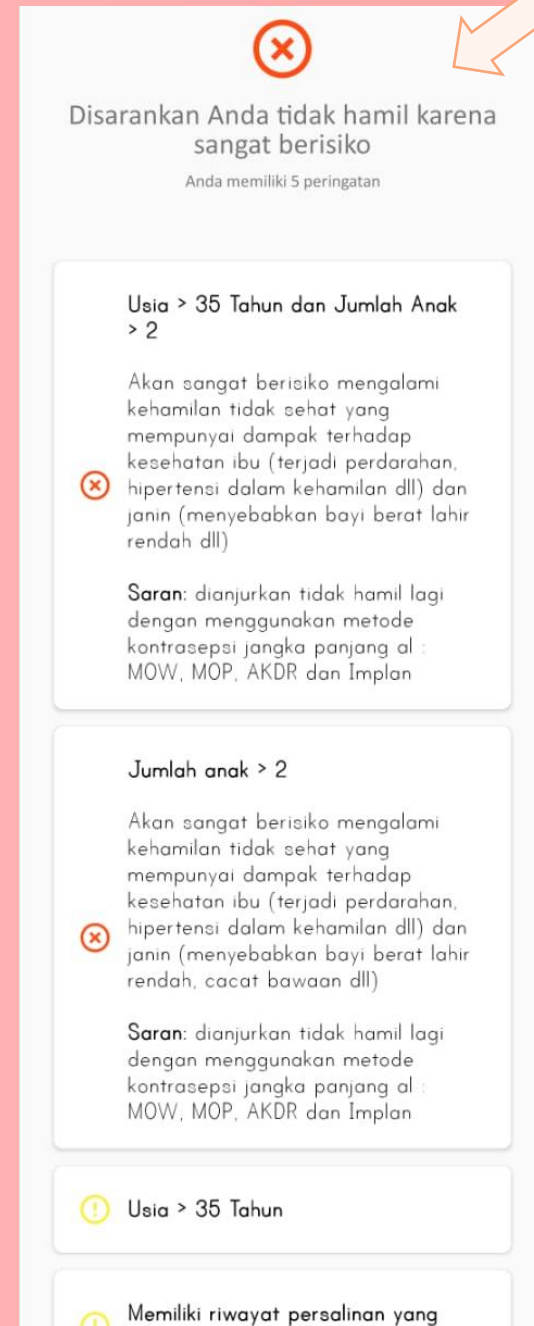 Disarankan Anda tidak hamil karena
sangat berisiko
Anda memiliki 5 peringatan
Usia > 35 Tahun dan Jumlah Anak
> 2
Akan sangat berisiko mengalami
kehamilan tidak sehat yang
mempunyai dampak terhadap
kesehatan ibu (terjadi perdarahan,
hipertensi dalam kehamilan dll) dan
janin (menyebabkan bayi berat lahir
rendah dll)
Saran: dianjurkan tidak hamil lagi
dengan menggunakan metode
kontrasepsi jangka panjang al :
MOW, MOP, AKDR dan Implan
Jumlah anak > 2
Akan sangat berisiko mengalami
kehamilan tidak sehat yang
mempunyai dampak terhadap
kesehatan ibu (terjadi perdarahan,
hipertensi dalam kehamilan dll) dan
janin (menyebabkan bayi berat lahir
rendah, cacat bawaan dll)
Saran: dianjurkan tidak hamil lagi
dengan menggunakan metode
kontrasepsi jangka panjang al :
MOW, MOP, AKDR dan Implan
Usia > 35 Tahun
Memiliki riwayat persalinan yang